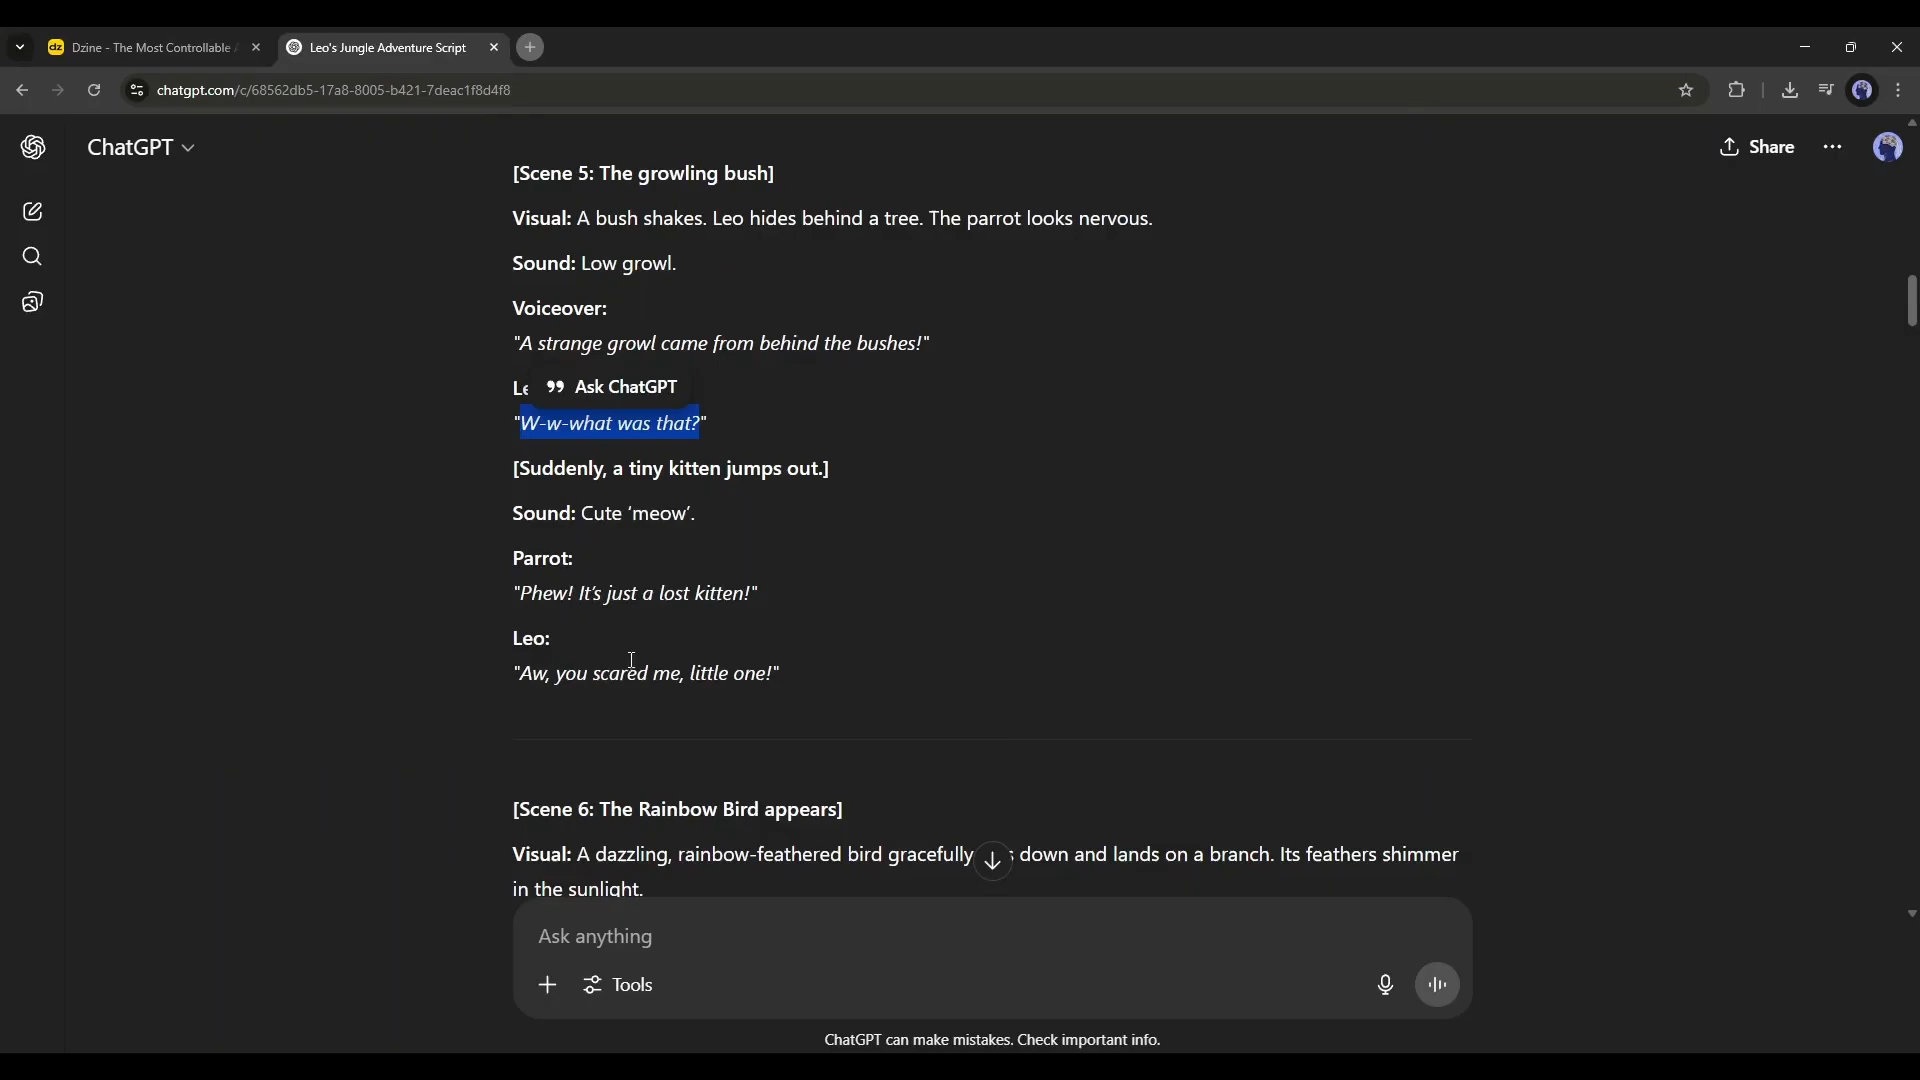 dz Dzine - The Most Controllable
Leo's Jungle Adventure Script
chatgpt.com/c/68562db5-17a8-8005-b421-7deac1f8d4f8
ChatGPT
Share
[Scene 5: The growling bush]
Visual: A bush shakes. Leo hides behind a tree. The parrot looks nervous.
Sound: Low growl.
Voiceover:
"A strange growl came from behind the bushes!"
Ask ChatGPT
"W-w-what was that?"
[Suddenly, a tiny kitten jumps out.]
Sound: Cute ‘meow’.
Parrot:
"Phew! It’s just a lost kitten!"
Leo:
"Aw, you scared me, little one!"
[Scene 6: The Rainbow Bird appears]
Visual: A dazzling, rainbow-feathered bird gracefully down and lands on a branch. Its feathers shimmer
in the sunlight.
Ask anything
Tools
ChatGPT can make mistakes. Check important info.